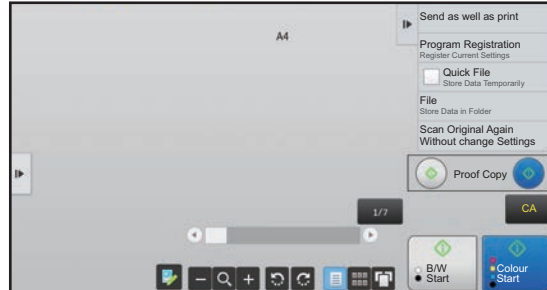 A4
Send as well as print
Program Registration
Register Current Settings
Quick File
Store Data Temporarily
File
Store Data in Folder
Scan Original Again
Without change Settings
Proof Copy
1/7
CA
B/W
Start
Colour
Start